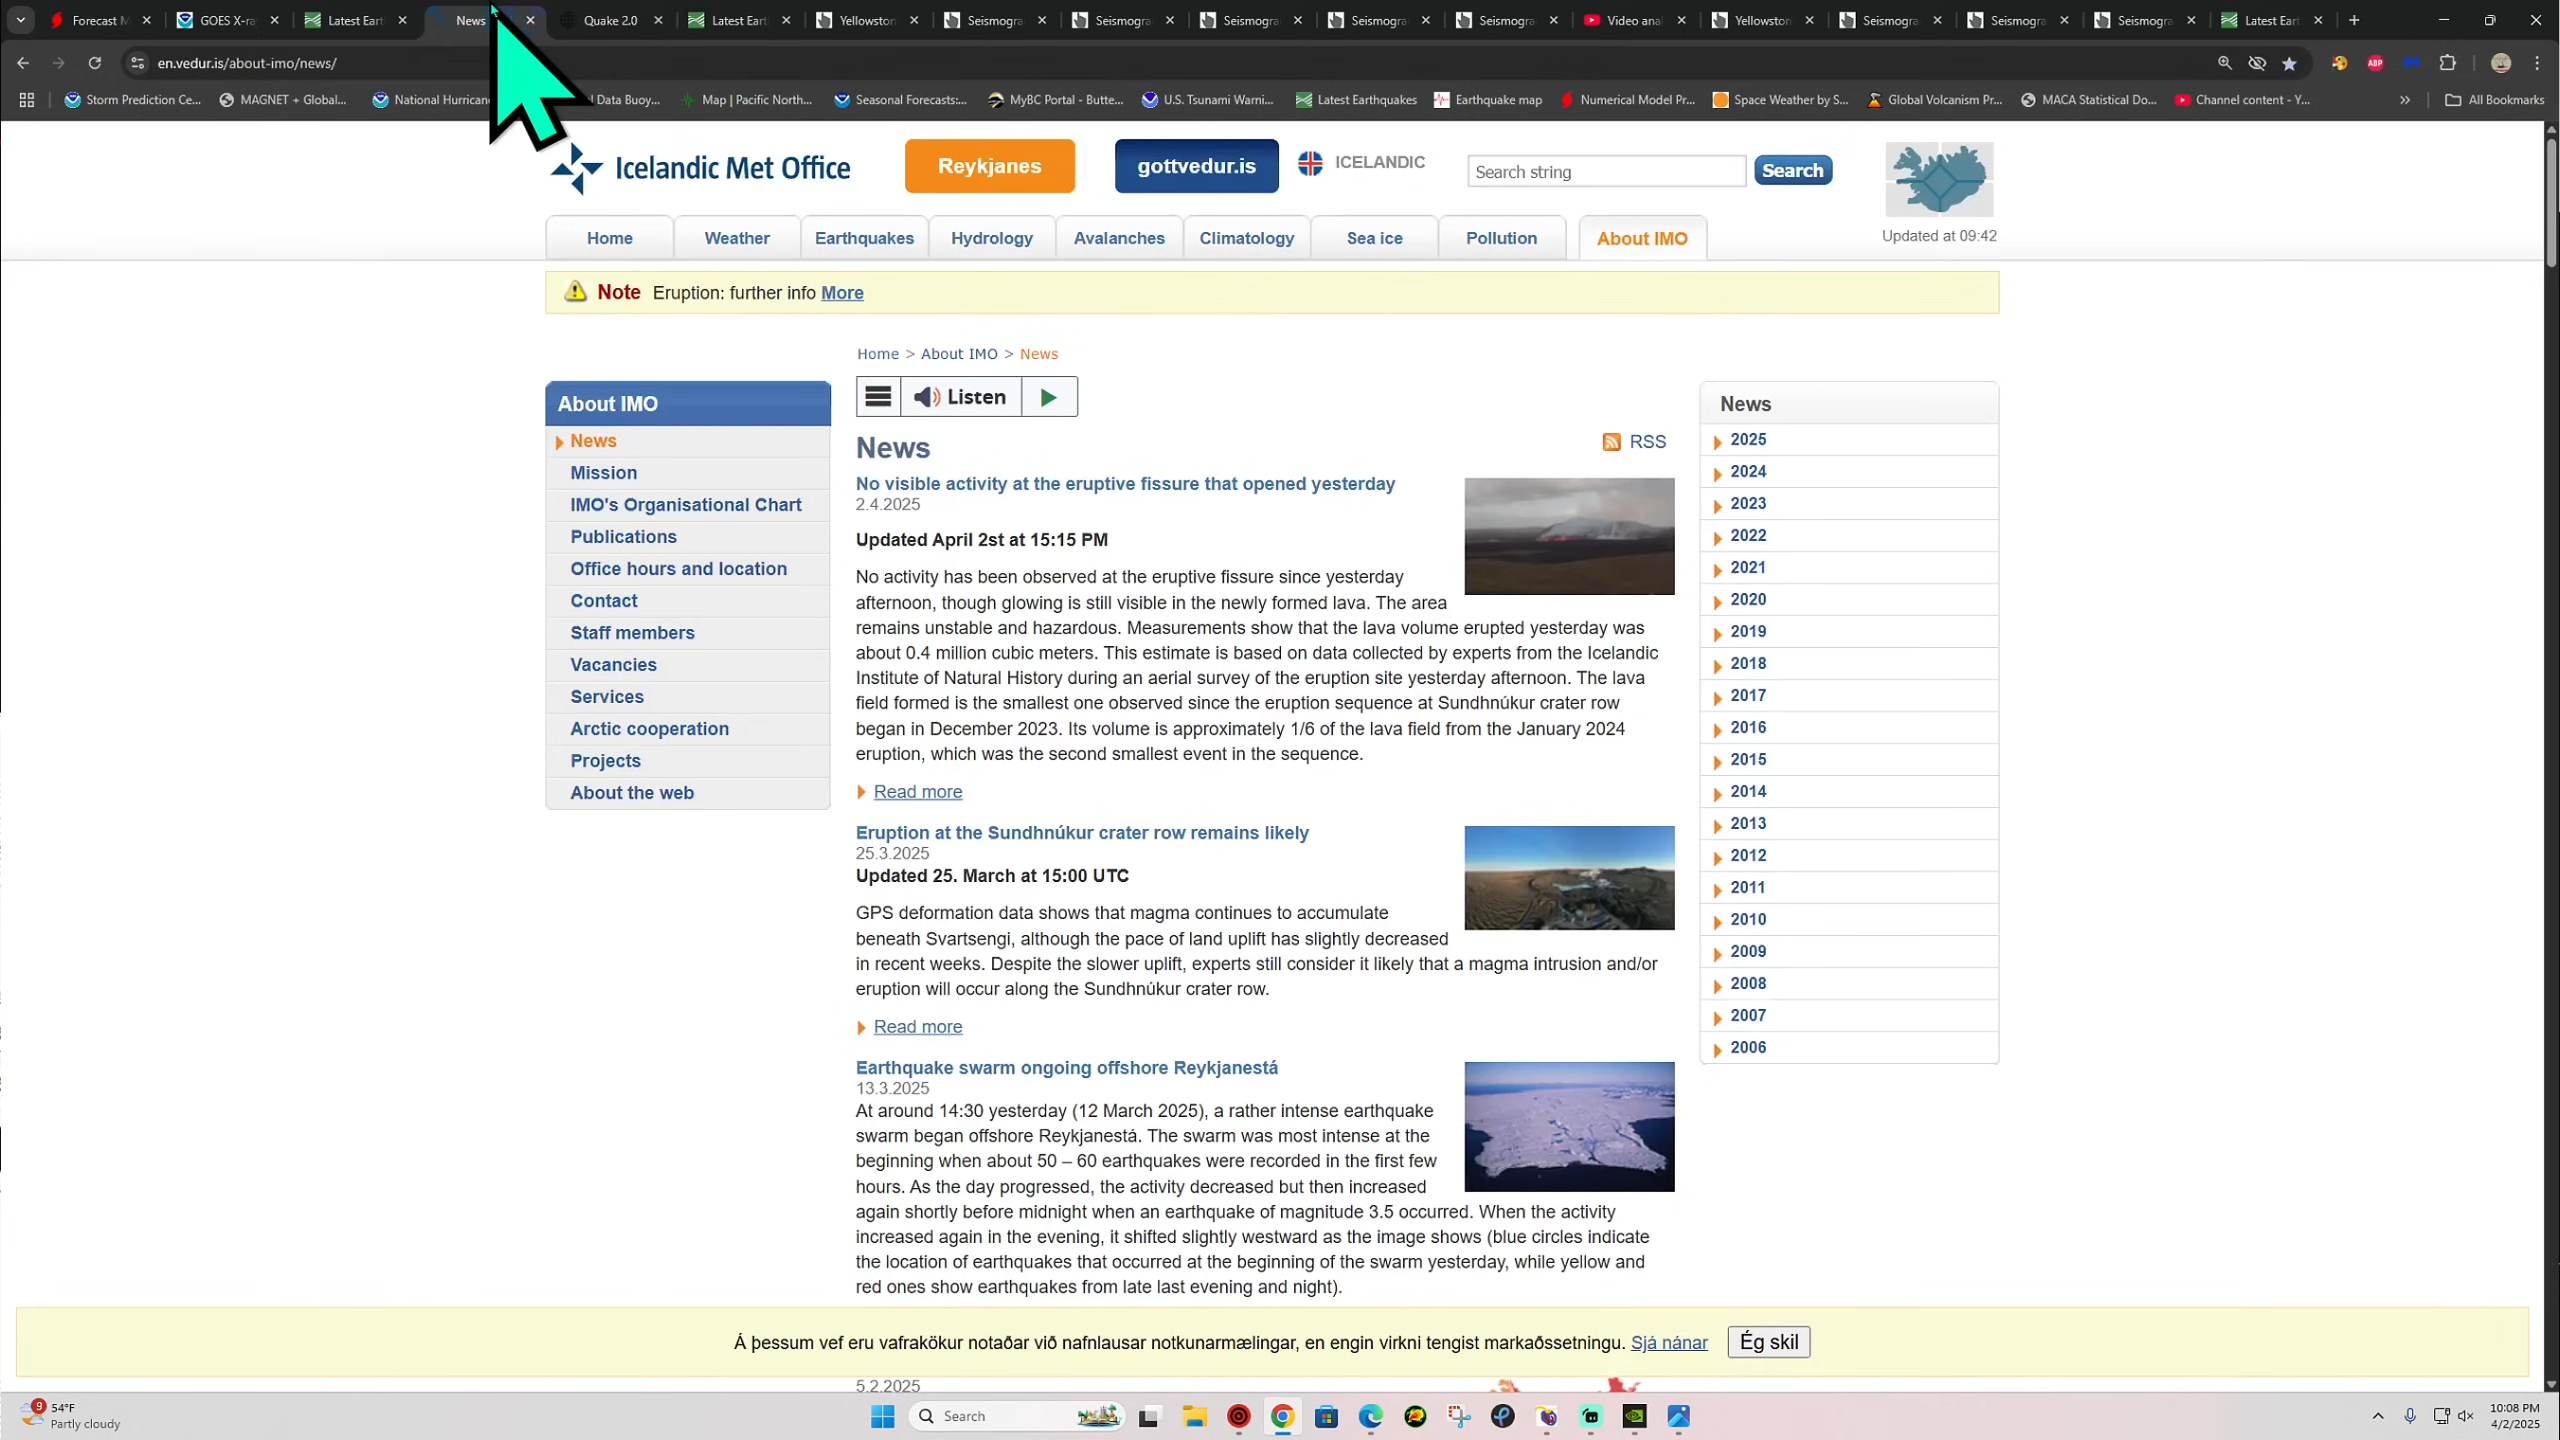 Forecast M
GOES X-ra
Latest Eart
News
Quake 2.0
Latest Eart
Yellowston
Seismogra
Seismogra
Seismogra
Seismogra
Seismogra
Video anal
Yellowston
Seismogra
Seismogra
Seismogra
Latest Eart
en.vedur.is/about-imo/news/
ABP
Storm Prediction Ce...
MAGNET + Global...
National Hurrican
l Data Buoy...
Map | Pacific North...
Seasonal Forecasts:...
MyBC Portal - Butte...
U.S. Tsunami Warni...
Latest Earthquakes
Earthquake map
Numerical Model Pr...
Space Weather by S...
Global Volcanism Pr...
MACA Statistical Do...
Channel content - Y...
All Bookmarks
Icelandic Met Office
Reykjanes
gottvedur.is
ICELANDIC
Search string
Search
Updated at 09:42
Home
Weather
Earthquakes
Hydrology
Avalanches
Climatology
Sea ice
Pollution
About IMO
Note Eruption: further info More
Home > About IMO > News
Listen
About IMO
News
Mission
IMO's Organisational Chart
Publications
Office hours and location
Contact
Staff members
Vacancies
Services
Arctic cooperation
Projects
About the web
News
RSS
No visible activity at the eruptive fissure that opened yesterday
2.4.2025
Updated April 2st at 15:15 PM
No activity has been observed at the eruptive fissure since yesterday
afternoon, though glowing is still visible in the newly formed lava. The area
remains unstable and hazardous. Measurements show that the lava volume erupted yesterday was
about 0.4 million cubic meters. This estimate is based on data collected by experts from the Icelandic
Institute of Natural History during an aerial survey of the eruption site yesterday afternoon. The lava
field formed is the smallest one observed since the eruption sequence at Sundhnúkur crater row
began in December 2023. Its volume is approximately 1/6 of the lava field from the January 2024
eruption, which was the second smallest event in the sequence.
Read more
Eruption at the Sundhnúkur crater row remains likely
25.3.2025
Updated 25. March at 15:00 UTC
GPS deformation data shows that magma continues to accumulate
beneath Svartsengi, although the pace of land uplift has slightly decreased
in recent weeks. Despite the slower uplift, experts still consider it likely that a magma intrusion and/or
eruption will occur along the Sundhnúkur crater row.
Read more
Earthquake swarm ongoing offshore Reykjanestá
13.3.2025
At around 14:30 yesterday (12 March 2025), a rather intense earthquake
swarm began offshore Reykjanestá. The swarm was most intense at the
beginning when about 50 – 60 earthquakes were recorded in the first few
hours. As the day progressed, the activity decreased but then increased
again shortly before midnight when an earthquake of magnitude 3.5 occurred. When the activity
increased again in the evening, it shifted slightly westward as the image shows (blue circles indicate
the location of earthquakes that occurred at the beginning of the swarm yesterday, while yellow and
red ones show earthquakes from late last evening and night).
News
2025
2024
2023
2022
2021
2020
2019
2018
2017
2016
2015
2014
2013
2012
2011
2010
2009
2008
2007
2006
Á þessum vef eru vafrakökur notaðar við nafnlausar notkunarmælingar, en engin virkni tengist markaðssetningu. Sjá nánar
Ég skil
5.2.2025
9
54°F
Partly cloudy
Search
10:08 PM
4/2/2025